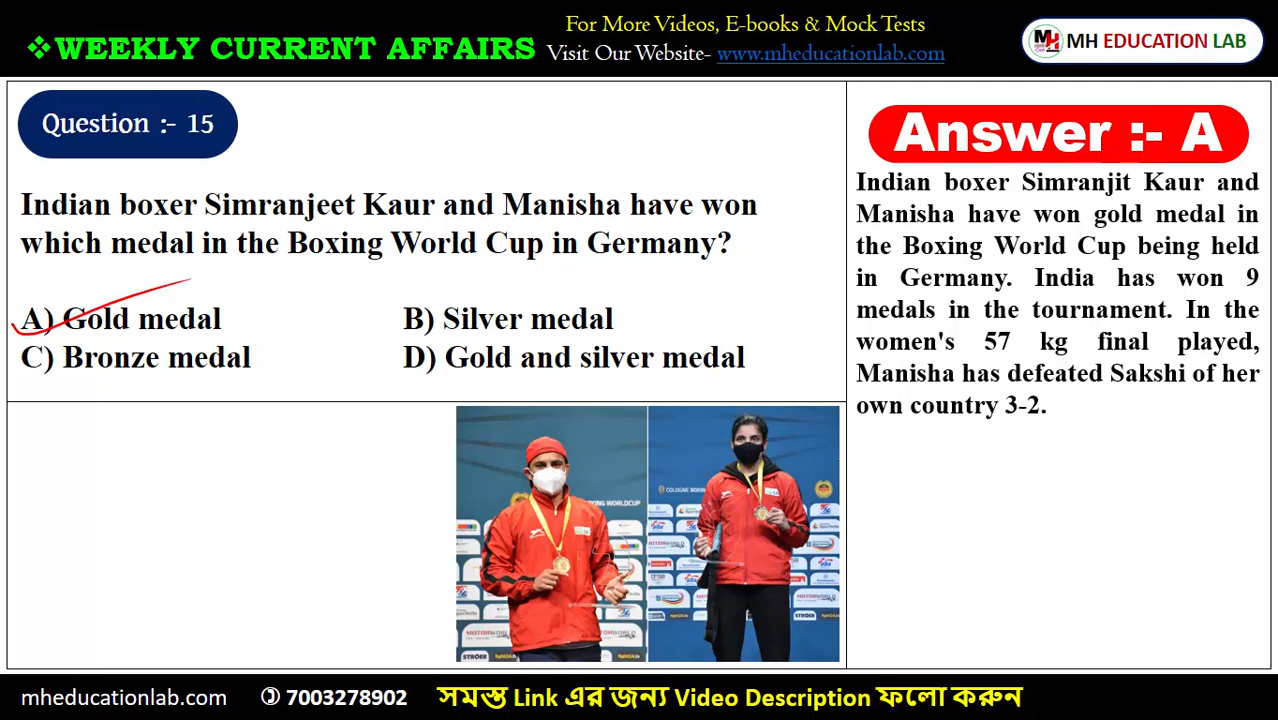 ❖WEEKLY CURRENT AFFAIRS
For More Videos, E-books & Mock Tests
Visit Our Website- www.mheducationlab.com
MH EDUCATION LAB
Question :- 15
Indian boxer Simranjeet Kaur and Manisha have won
which medal in the Boxing World Cup in Germany?
A) Gold medal
B) Silver medal
C) Bronze medal
D) Gold and silver medal
Answer :- A
Indian boxer Simranjit Kaur and
Manisha have won gold medal in
the Boxing World Cup being held
in Germany. India has won 9
medals in the tournament. In the
women's 57 kg final played,
Manisha has defeated Sakshi of her
own country 3-2.
COLOGNE BOXING
STRÖER
STRÖER
mheducationlab.com
7003278902
সমস্ত Link এর জন্য Video Description ফলো করুন